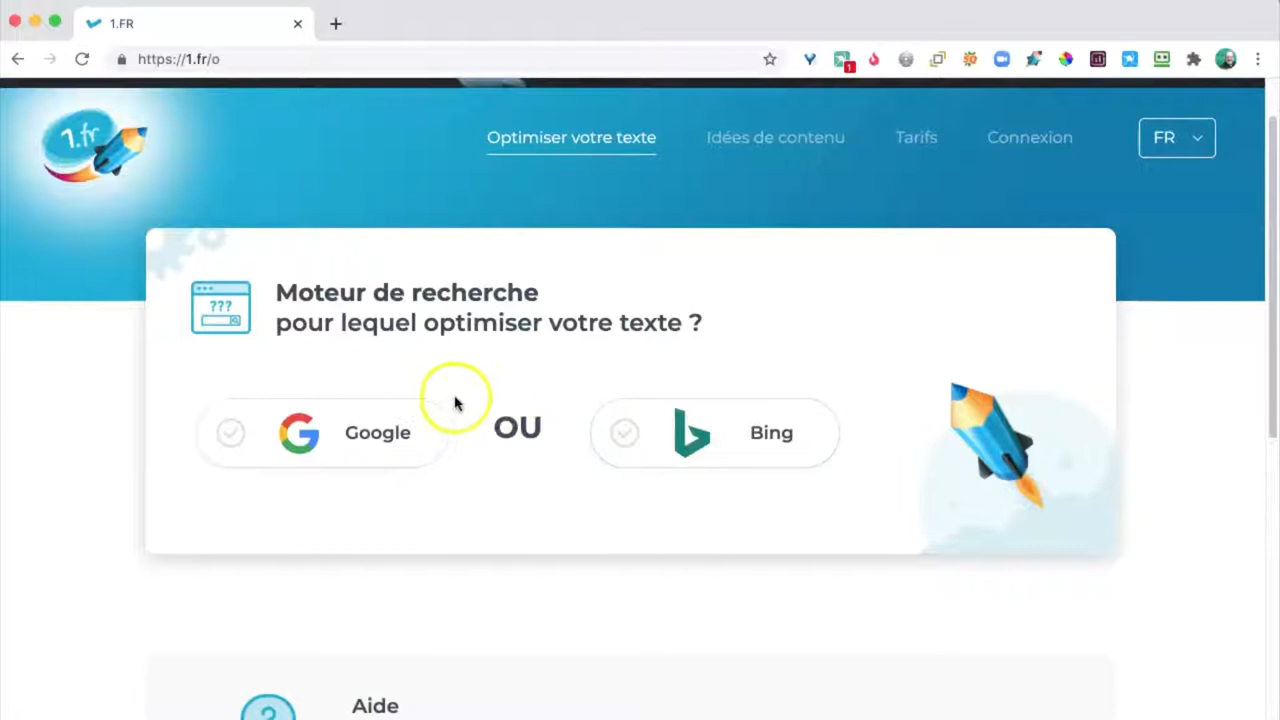 1.FR
https://1.fr/o
1
1.fr
Optimiser votre texte
Idées de contenu
Tarifs
Connexion
FR
???
Moteur de recherche
pour lequel optimiser votre texte ?
Google
OU
Bing
Aide
?